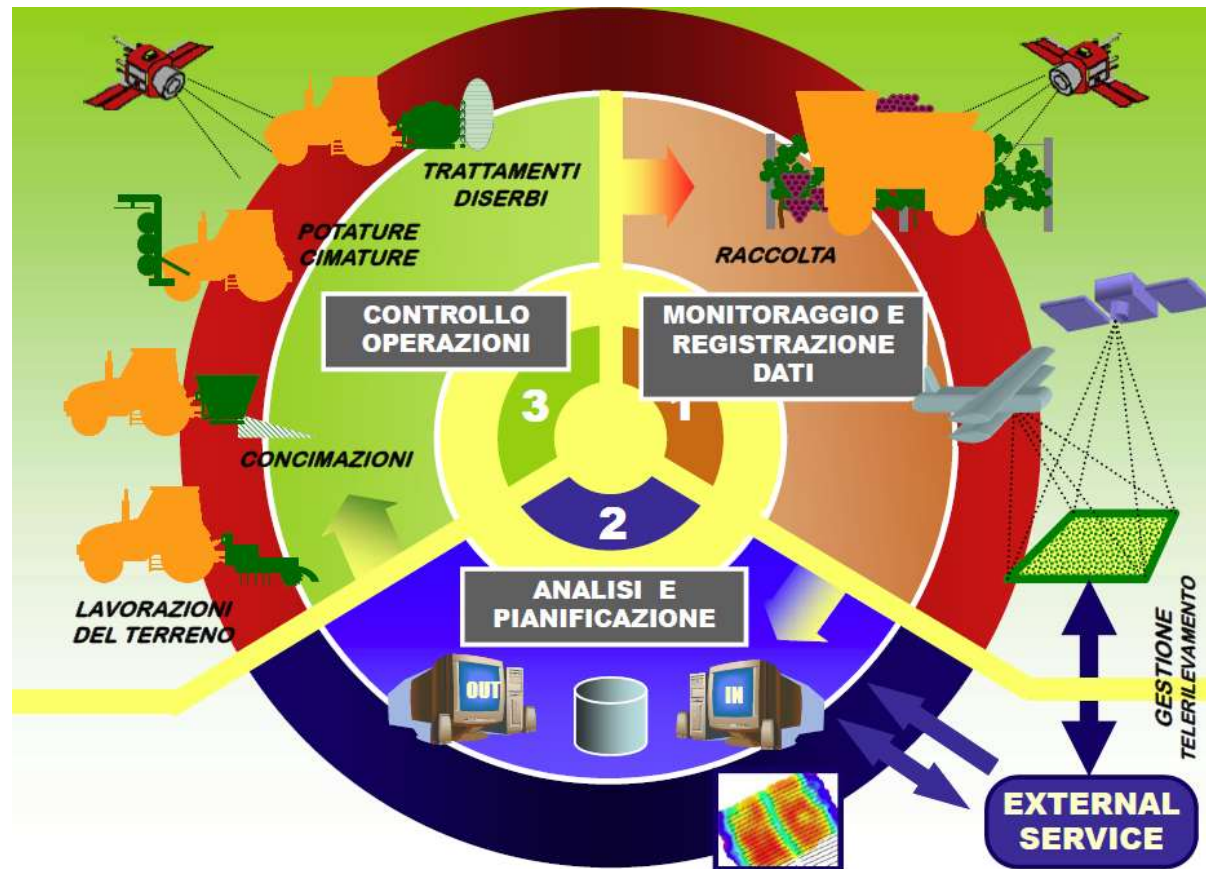 TRATTAMENTI
DISERBI
POTATURE
CIMATURE
RACCOLTA
CONTROLLO
OPERAZIONI
MONITORAGGIO E
REGISTRAZIONE
DATI
3
1
CONCIMAZIONI
2
ANALISI E
PIANIFICAZIONE
LAVORAZIONI
DEL TERRENO
OUT
IN
GESTIONE
TELERILEVAMENTO
EXTERNAL
SERVICE